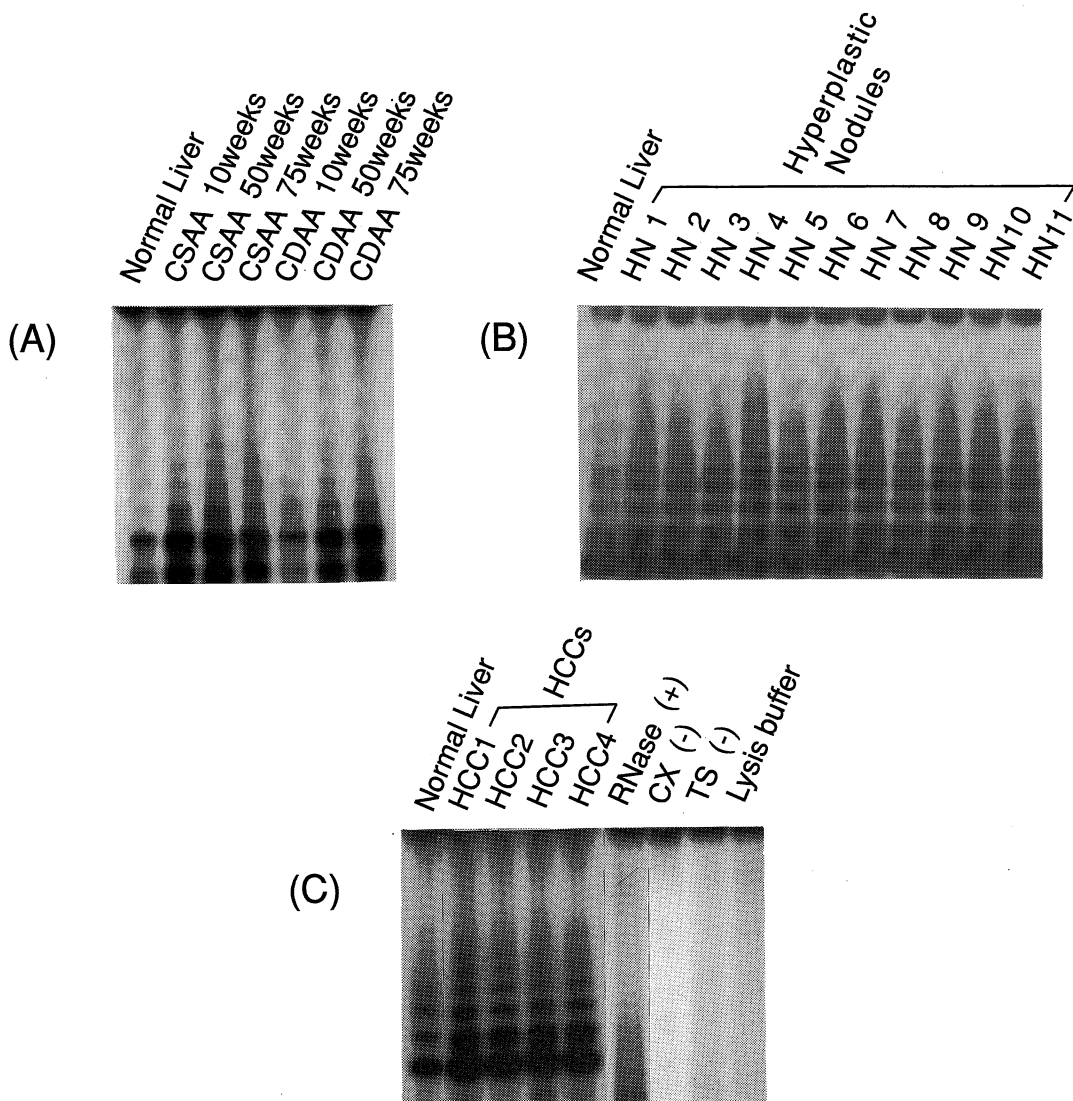 (A)
Normal Liver
CSAA 10weeks
CSAA 50weeks
CSAA 75weeks
CDAA 10weeks
CDAA 50weeks
CDAA 75weeks
(B)
Hyperplastic
Nodules
Normal Liver
HN 1
HN 2
HN 3
HN 4
HN 5
HN 6
HN 7
HN 8
HN 9
HN10
HN11
(C)
HCCs
Normal Liver
HCC1
HCC2
HCC3
HCC4
RNase (+)
CX (-)
TS (-)
Lysis buffer